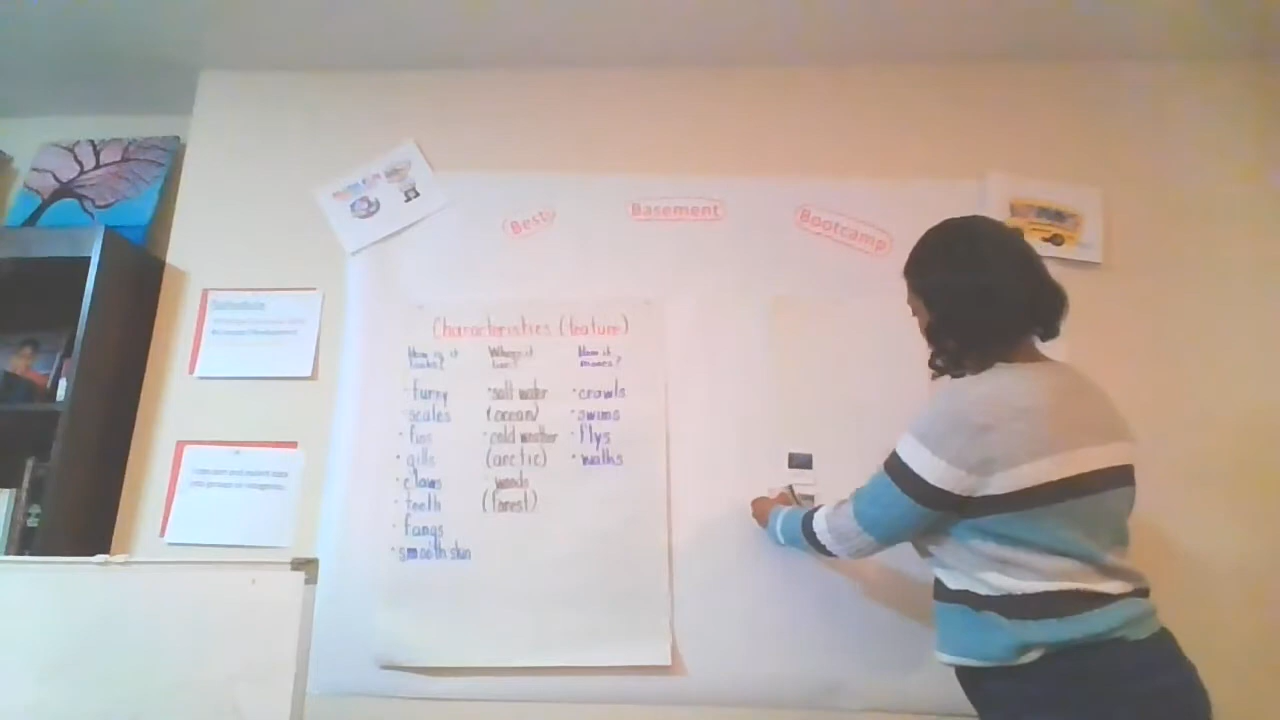 Best
Basement
Bootcamp
Characteristics (feature)
How is it looks?
Where it lives?
How it moves?
· furry
· scales
· fins
· gills
· claws
· teeth
· fangs
· smooth skin
· salt water
(ocean)
· cold weather
(arctic)
· woods
(forest)
· crawls
· swims
· flys
· walks